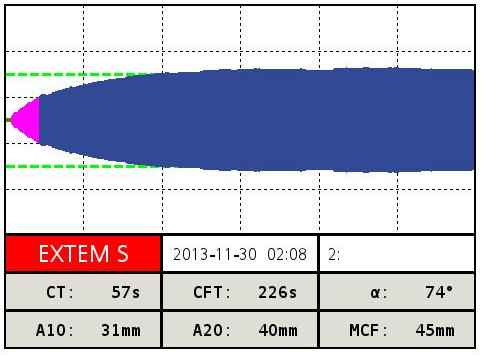 EXTEM S 2013-11-30 02:08 2:
CT: 57s CFT: 226s α: 74°
A10: 31mm A20: 40mm MCF: 45mm